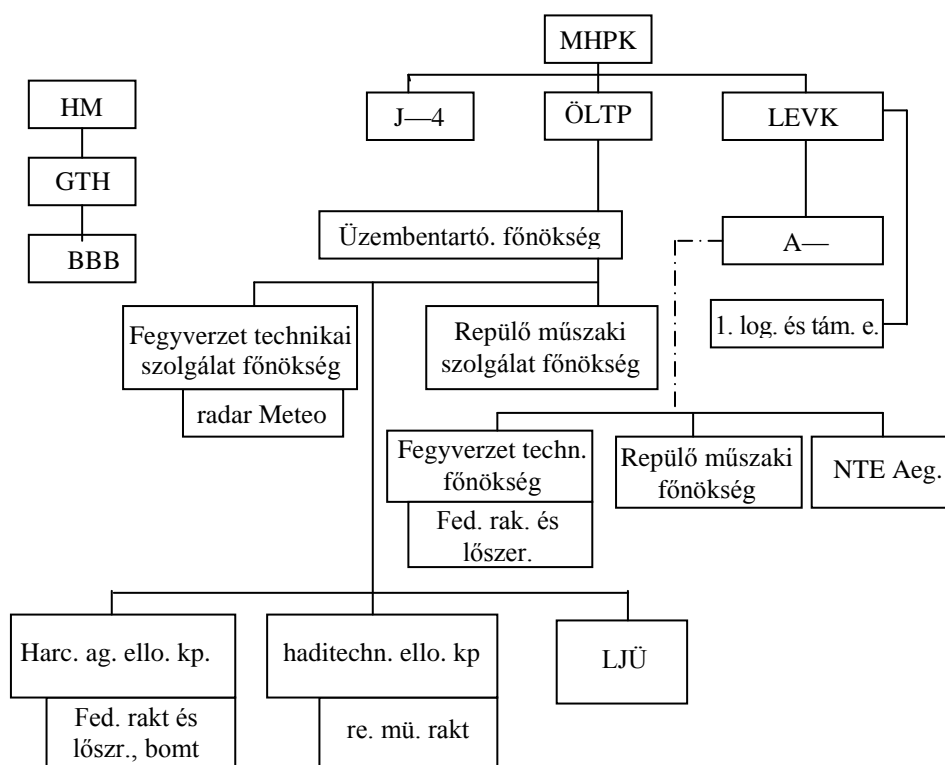 MHPK
HM
J—4
ÖLTP
LEVK
GTH
Üzembentartó. főnökség
A—
BBB
1. log. és tám. e.
Fegyverzet technikai
szolgálat főnökség
radar Meteo
Repülő műszaki
szolgálat főnökség
Fegyverzet techn.
főnökség
Fed. rak. és
lőszer.
Repülő műszaki
főnökség
NTE Aeg.
Harc. ag. ello. kp.
Fed. rakt és
lőszr., bomt
haditechn. ello. kp
re. mü. rakt
LJÜ